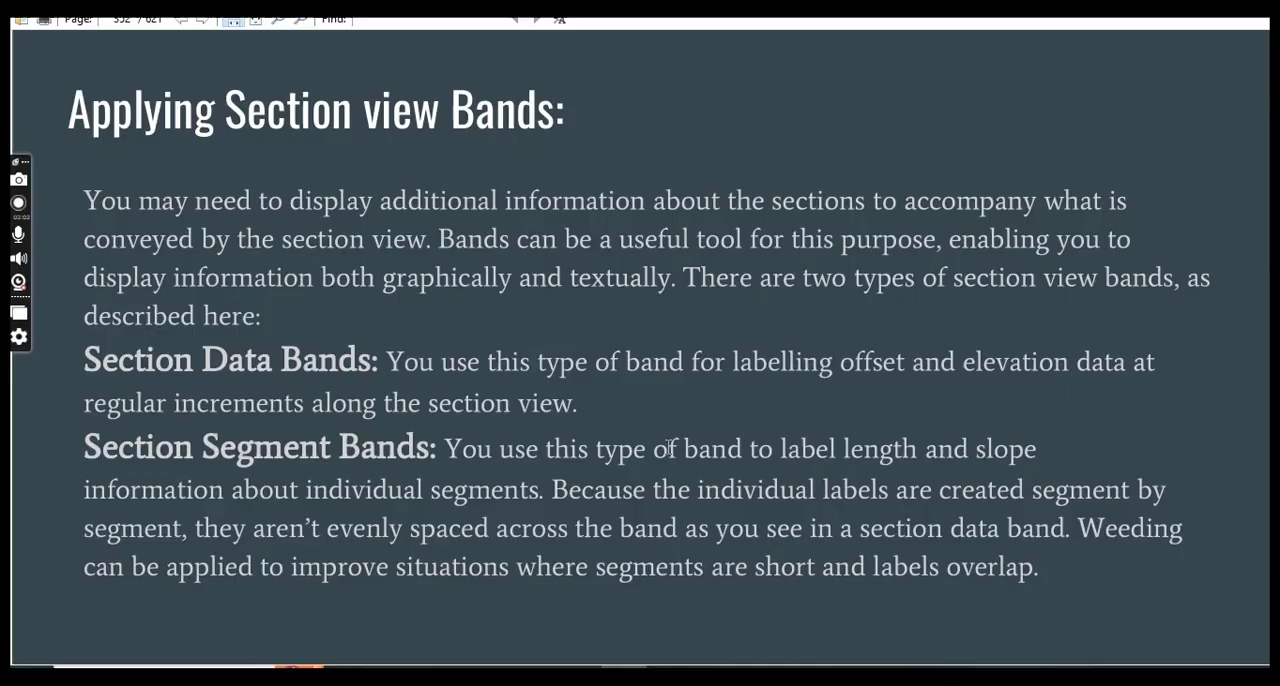 Page: 552 / 621 Find:
Applying Section view Bands:
You may need to display additional information about the sections to accompany what is
conveyed by the section view. Bands can be a useful tool for this purpose, enabling you to
display information both graphically and textually. There are two types of section view bands, as
described here:
Section Data Bands: You use this type of band for labelling offset and elevation data at
regular increments along the section view.
Section Segment Bands: You use this type of band to label length and slope
information about individual segments. Because the individual labels are created segment by
segment, they aren’t evenly spaced across the band as you see in a section data band. Weeding
can be applied to improve situations where segments are short and labels overlap.
02:02